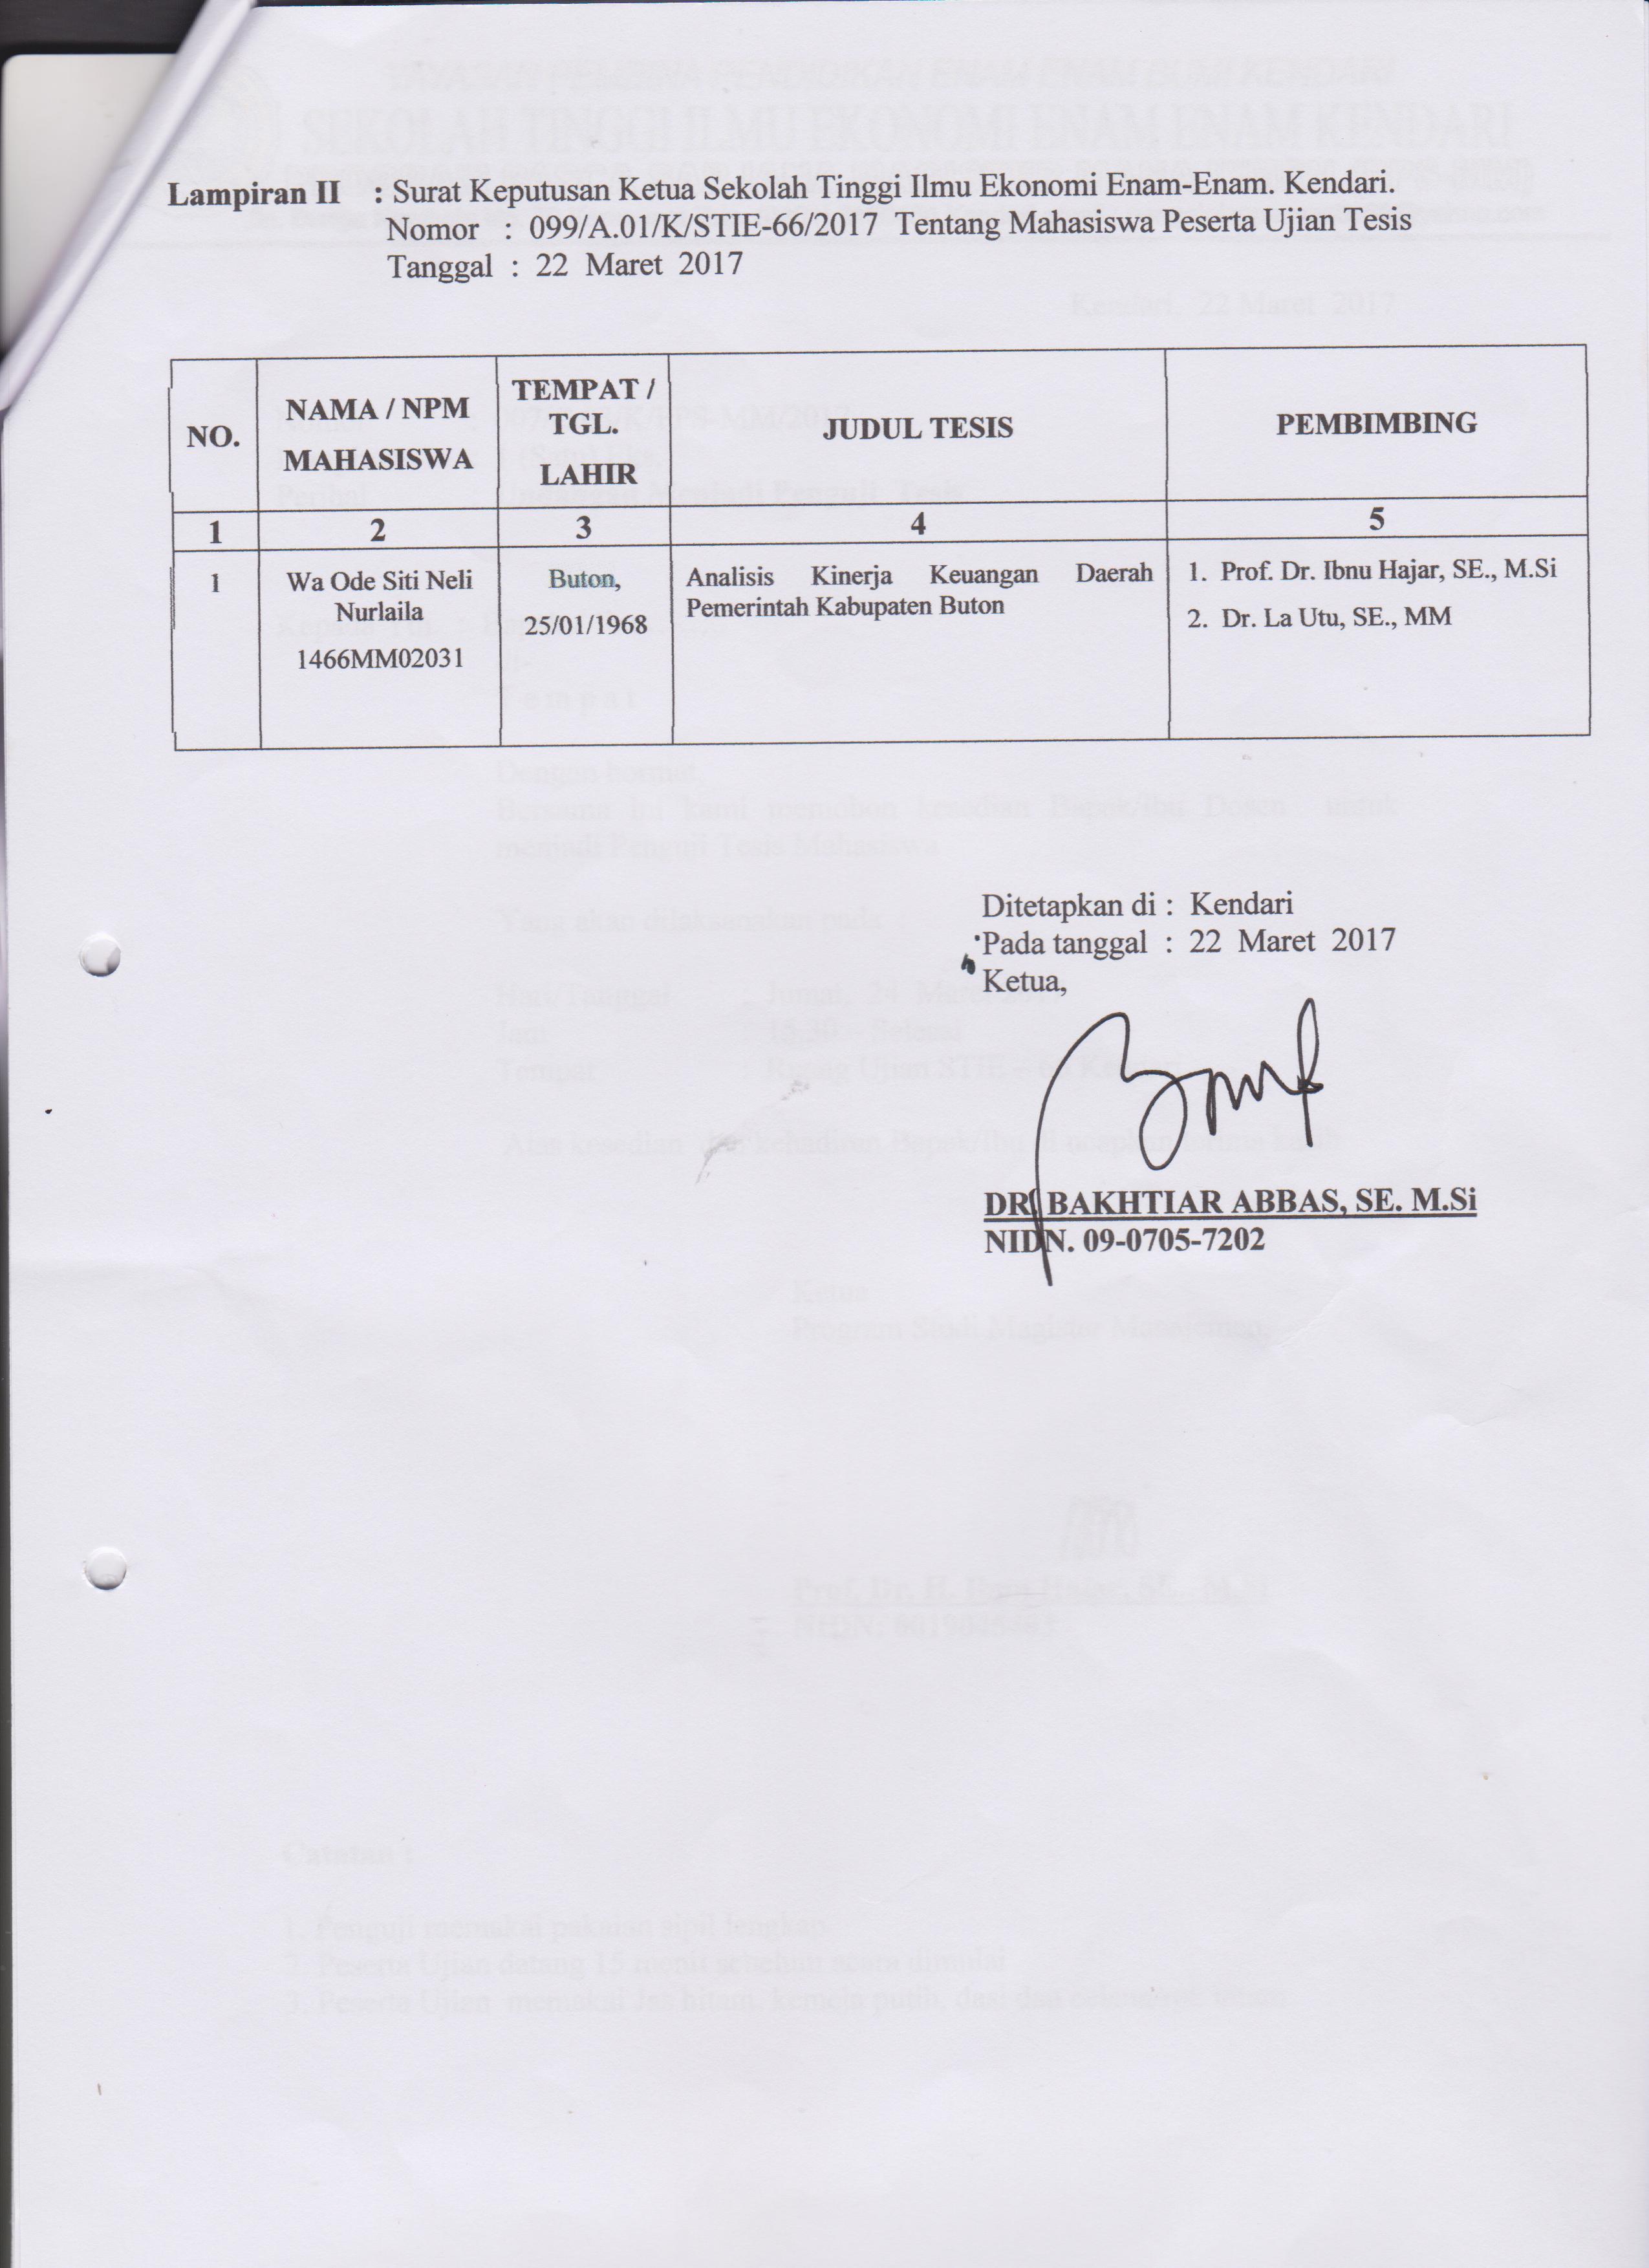 Lampiran II : Surat Keputusan Ketua Sekolah Tinggi Ilmu Ekonomi Enam-Enam. Kendari.
Nomor : 099/A.01/K/STIE-66/2017 Tentang Mahasiswa Peserta Ujian Tesis
Tanggal : 22 Maret 2017
NO.
NAMA / NPM
MAHASISWA
TEMPAT /
TGL.
LAHIR
JUDUL TESIS
PEMBIMBING
1 2 3 4 5
1
Wa Ode Siti Neli
Nurlaila
1466MM02031
Buton,
25/01/1968
Analisis Kinerja Keuangan Daerah
Pemerintah Kabupaten Buton
1. Prof. Dr. Ibnu Hajar, SE., M.Si
2. Dr. La Utu, SE., MM
Ditetapkan di : Kendari
Pada tanggal : 22 Maret 2017
Ketua,
DR. BAKHTIAR ABBAS, SE. M.Si
NIDN. 09-0705-7202